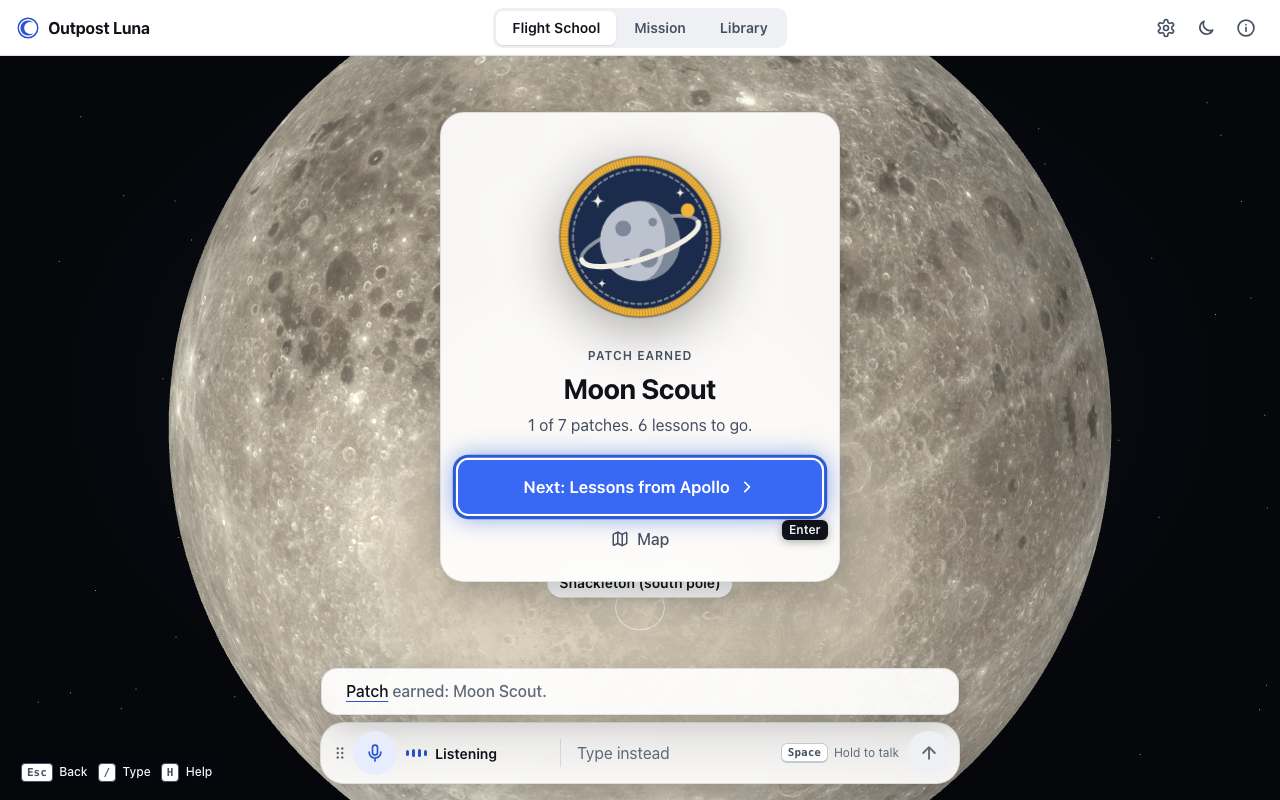 Outpost Luna
Flight School
Mission
Library
PATCH EARNED
Moon Scout
1 of 7 patches. 6 lessons to go.
Next: Lessons from Apollo
Enter
Map
Shackleton (south pole)
Patch earned: Moon Scout.
Listening
Type instead
Space Hold to talk
Esc Back / Type H Help